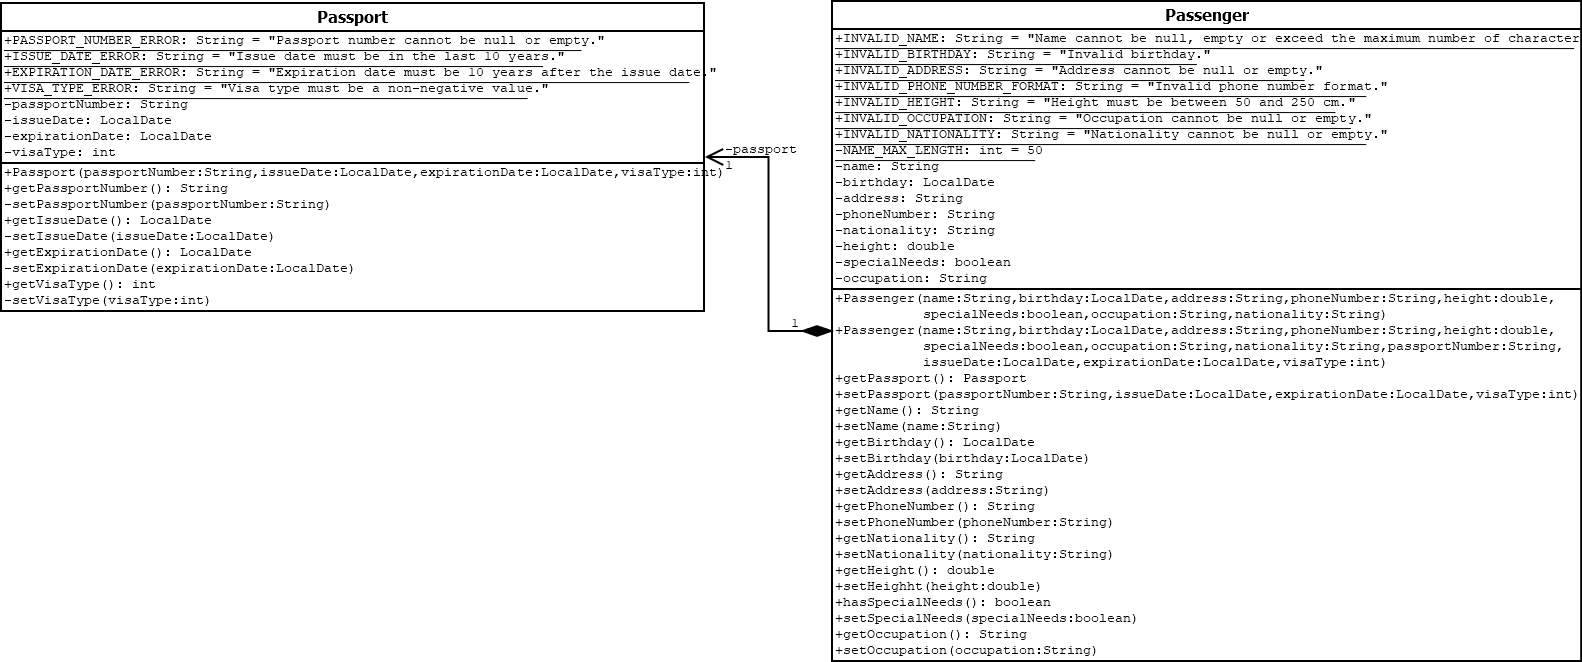 Passport
+PASSPORT_NUMBER_ERROR: String = "Passport number cannot be null or empty."
+ISSUE_DATE_ERROR: String = "Issue date must be in the last 10 years."
+EXPIRATION_DATE_ERROR: String = "Expiration date must be 10 years after the issue date."
+VISA_TYPE_ERROR: String = "Visa type must be a non-negative value."
-passportNumber: String
-issueDate: LocalDate
-expirationDate: LocalDate
-visaType: int
+Passport(passportNumber:String,issueDate:LocalDate,expirationDate:LocalDate,visaType:int)
+getPassportNumber(): String
-setPassportNumber(passportNumber:String)
+getIssueDate(): LocalDate
-setIssueDate(issueDate:LocalDate)
+getExpirationDate(): LocalDate
-setExpirationDate(expirationDate:LocalDate)
+getVisaType(): int
-setVisaType(visaType:int)
-passport
1
1
Passenger
+INVALID_NAME: String = "Name cannot be null, empty or exceed the maximum number of character
+INVALID_BIRTHDAY: String = "Invalid birthday."
+INVALID_ADDRESS: String = "Address cannot be null or empty."
+INVALID_PHONE_NUMBER_FORMAT: String = "Invalid phone number format."
+INVALID_HEIGHT: String = "Height must be between 50 and 250 cm."
+INVALID_OCCUPATION: String = "Occupation cannot be null or empty."
+INVALID_NATIONALITY: String = "Nationality cannot be null or empty."
-NAME_MAX_LENGTH: int = 50
-name: String
-birthday: LocalDate
-address: String
-phoneNumber: String
-nationality: String
-height: double
-specialNeeds: boolean
-occupation: String
+Passenger(name:String,birthday:LocalDate,address:String,phoneNumber:String,height:double,
specialNeeds:boolean,occupation:String,nationality:String)
+Passenger(name:String,birthday:LocalDate,address:String,phoneNumber:String,height:double,
specialNeeds:boolean,occupation:String,nationality:String,passportNumber:String,
issueDate:LocalDate,expirationDate:LocalDate,visaType:int)
+getPassport(): Passport
+setPassport(passportNumber:String,issueDate:LocalDate,expirationDate:LocalDate,visaType:int)
+getName(): String
+setName(name:String)
+getBirthday(): LocalDate
+setBirthday(birthday:LocalDate)
+getAddress(): String
+setAddress(address:String)
+getPhoneNumber(): String
+setPhoneNumber(phoneNumber:String)
+getNationality(): String
+setNationality(nationality:String)
+getHeight(): double
+setHeighht(height:double)
+hasSpecialNeeds(): boolean
+setSpecialNeeds(specialNeeds:boolean)
+getOccupation(): String
+setOccupation(occupation:String)